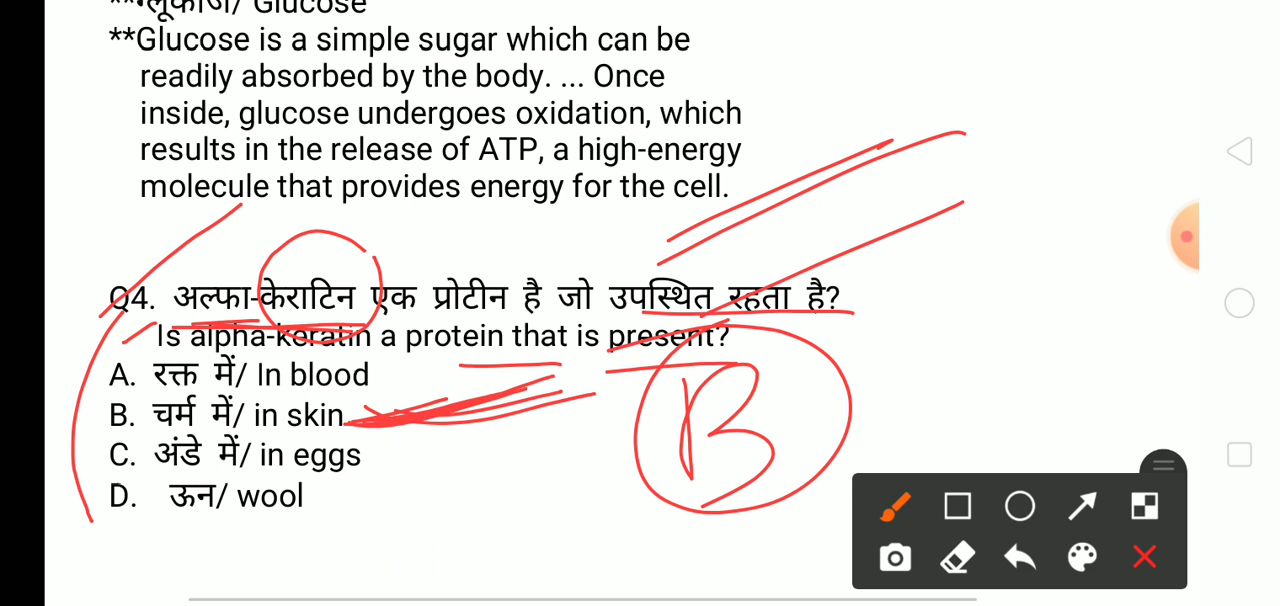 **ग्लूकोज/ Glucose
**Glucose is a simple sugar which can be
readily absorbed by the body. ... Once
inside, glucose undergoes oxidation, which
results in the release of ATP, a high-energy
molecule that provides energy for the cell.
Q4. अल्फा-केराटिन एक प्रोटीन है जो उपस्थित रहता है?
Is alpha-keratin a protein that is present?
A. रक्त में/ In blood
B. चर्म में/ in skin
C. अंडे में/ in eggs
D. ऊन/ wool
B